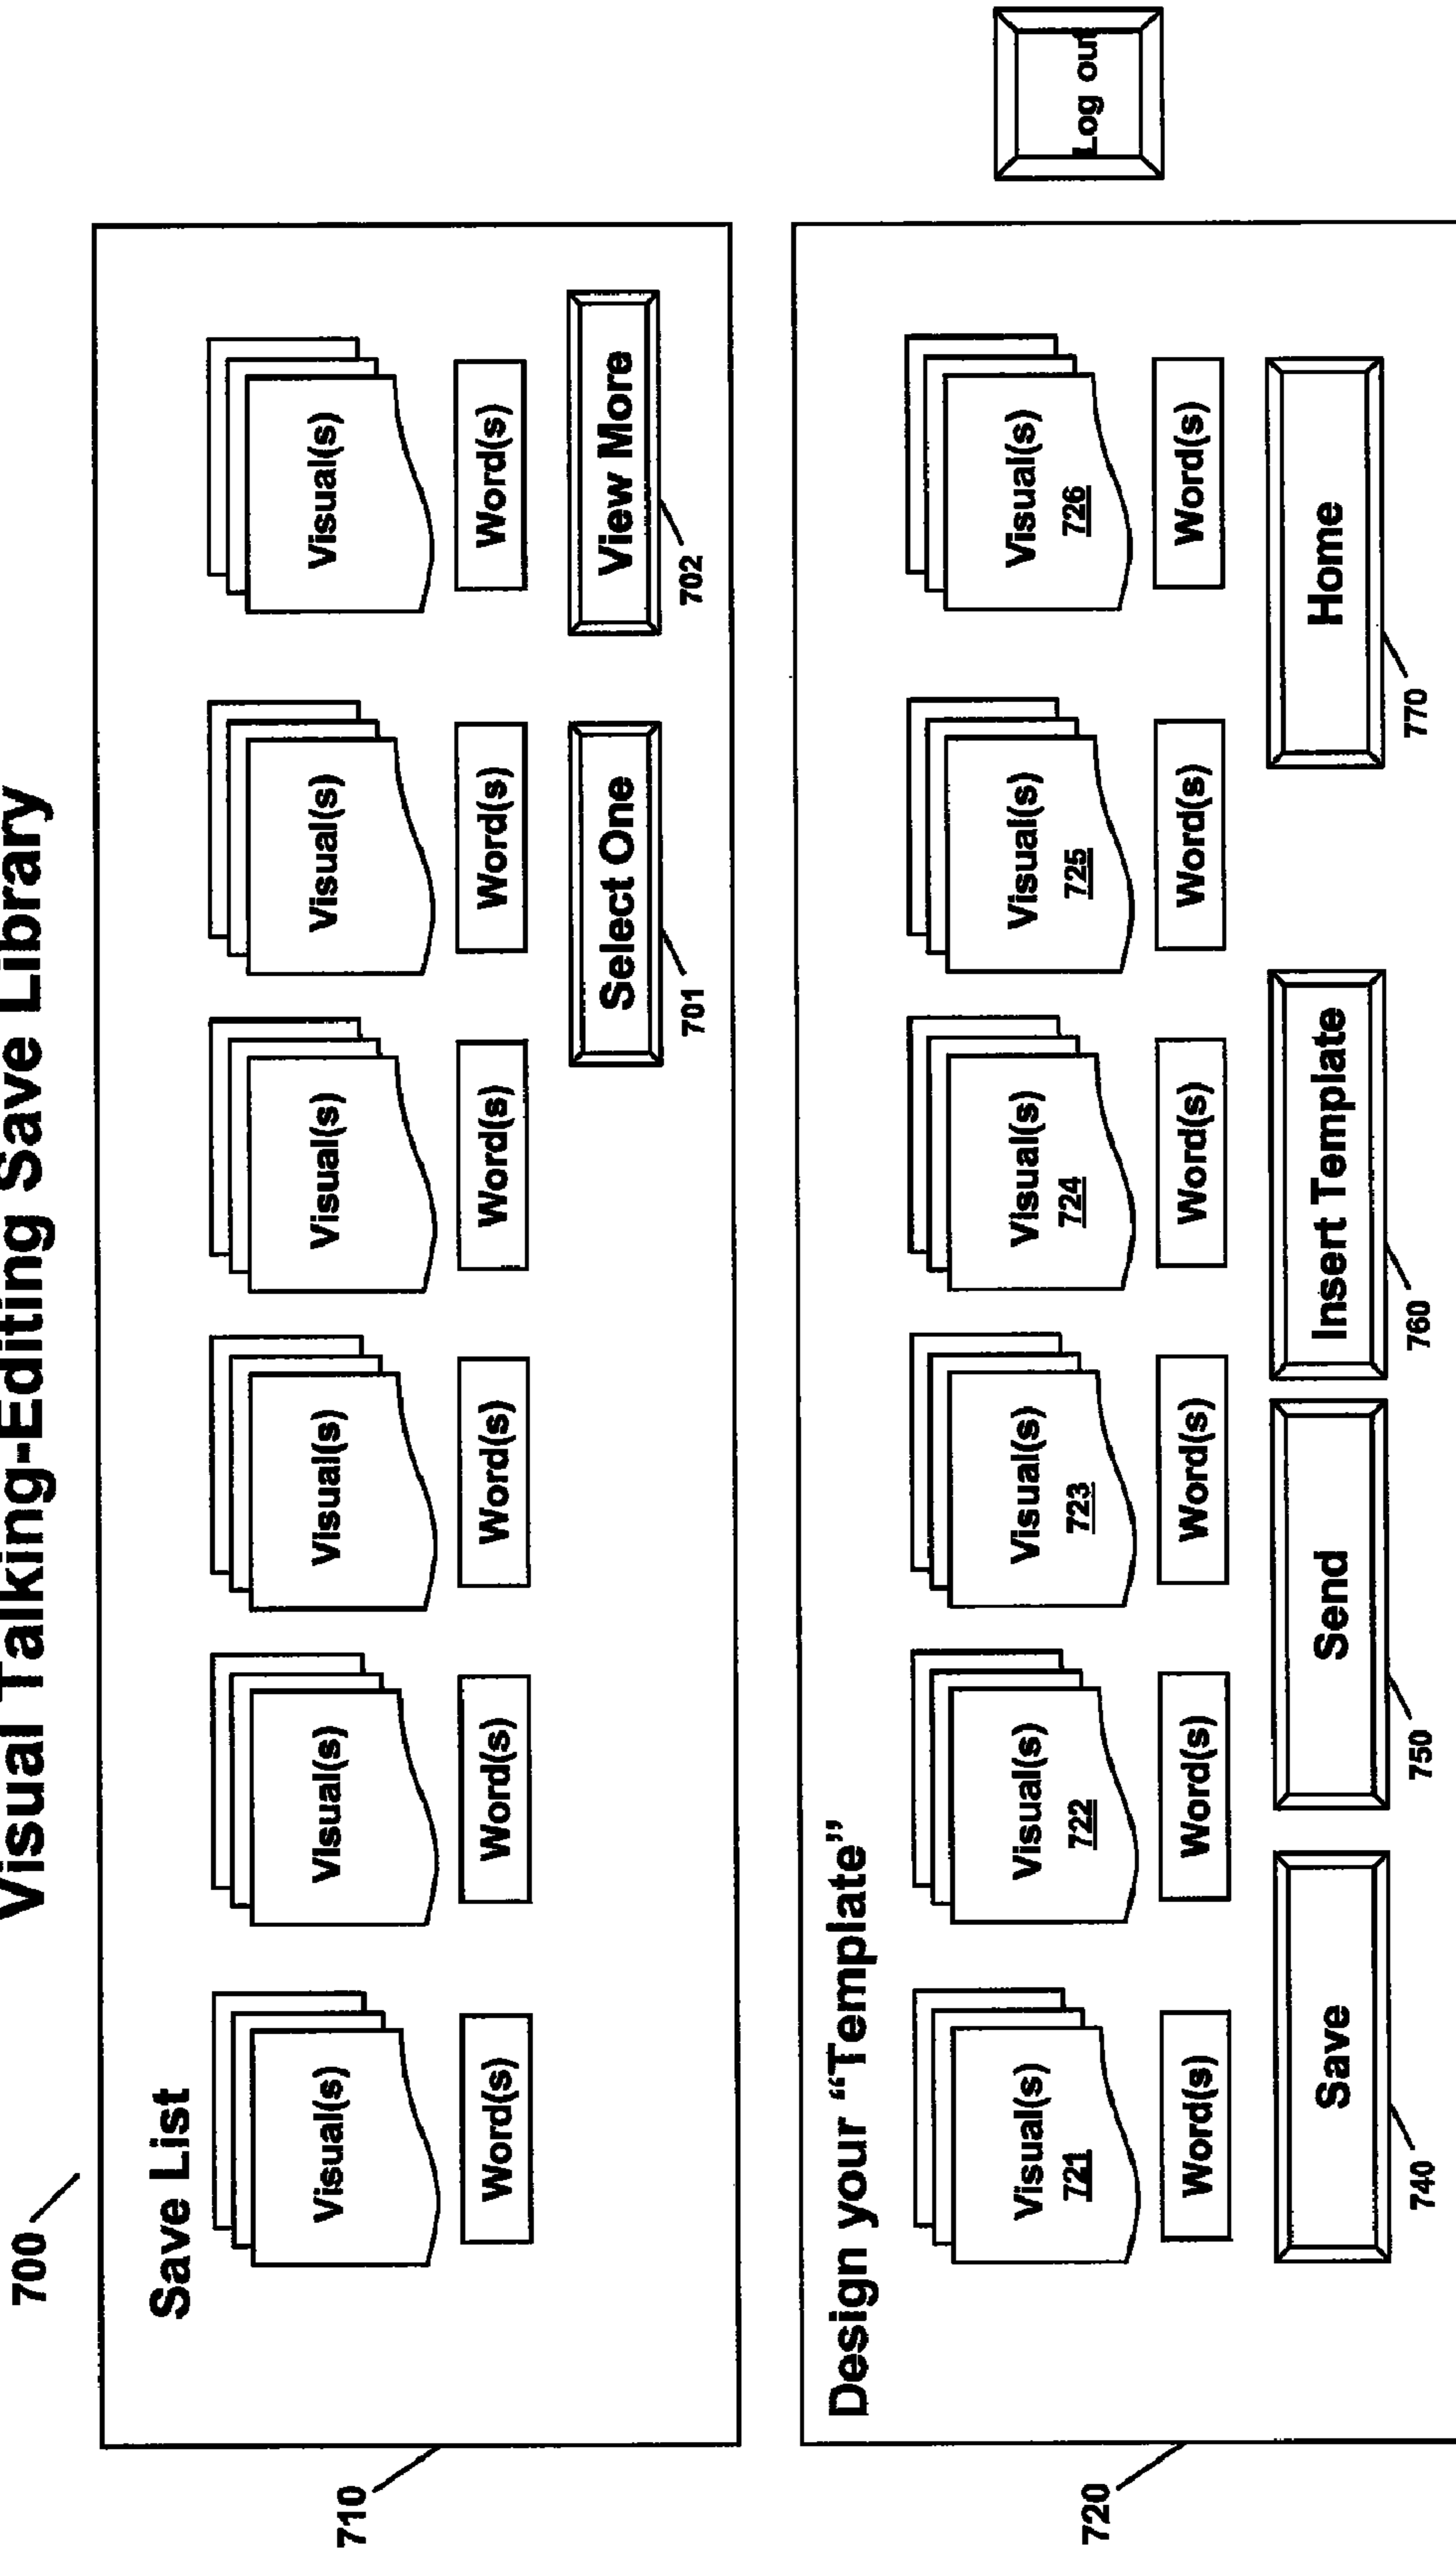 Visual Talking-Editing Save Library
700
710
Save List
Visual(s) Visual(s) Visual(s) Visual(s) Visual(s) Visual(s)
Word(s) Word(s) Word(s) Word(s) Word(s) Word(s)
Select One View More
701 702
720
Design your “Template”
Visual(s) Visual(s) Visual(s) Visual(s) Visual(s) Visual(s)
721 722 723 724 725 726
Word(s) Word(s) Word(s) Word(s) Word(s) Word(s)
Save Send Insert Template Home
740 750 760 770
Log out